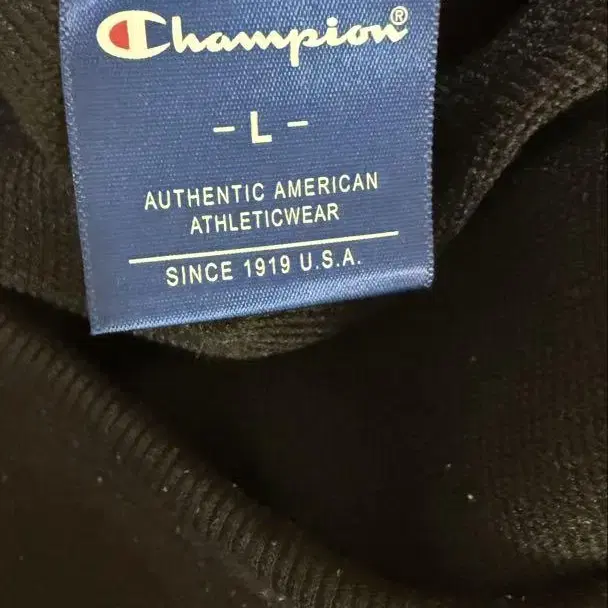 Champion®
- L -
AUTHENTIC AMERICAN
ATHLETICWEAR
SINCE 1919 U.S.A.